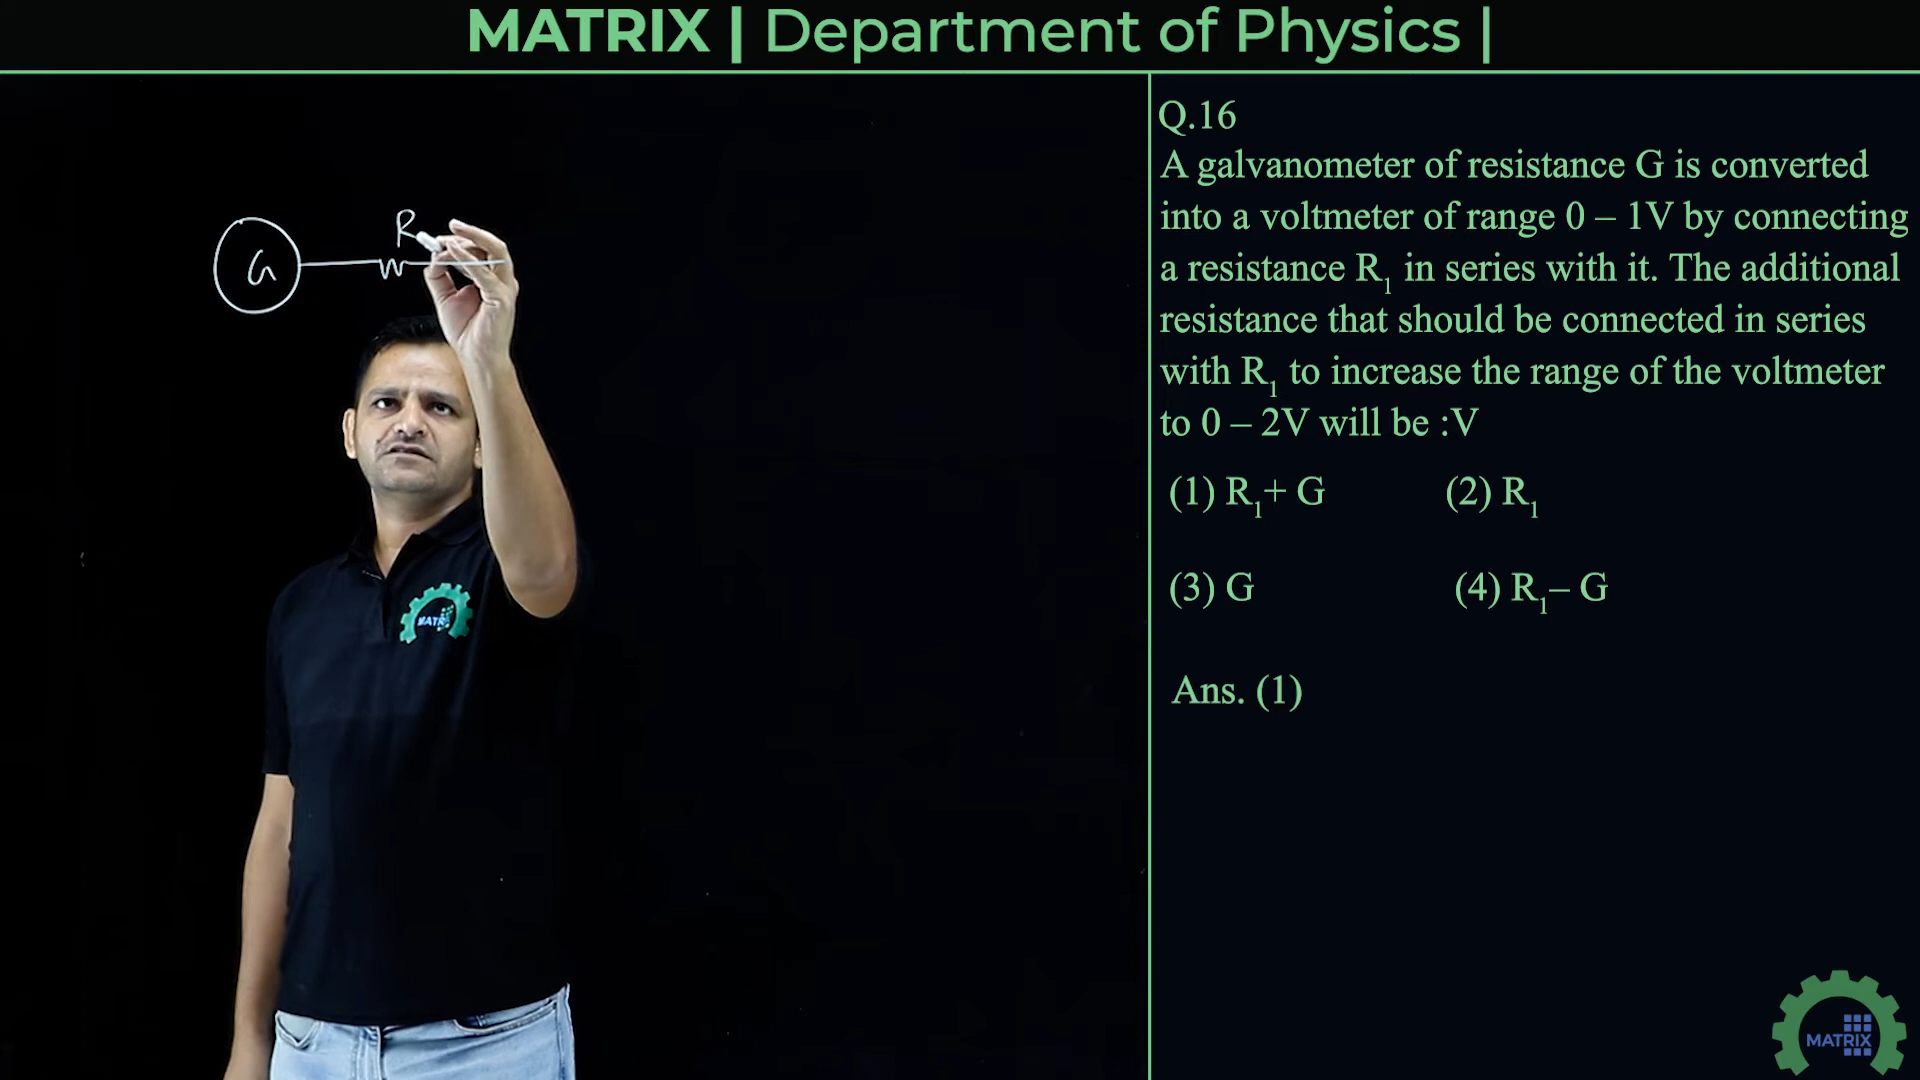 MATRIX | Department of Physics |
G
R
MATRIX
Q.16
A galvanometer of resistance G is converted
into a voltmeter of range 0 – 1V by connecting
a resistance R₁ in series with it. The additional
resistance that should be connected in series
with R₁ to increase the range of the voltmeter
to 0 – 2V will be :V
(1) R₁+ G (2) R₁
(3) G (4) R₁– G
Ans. (1)
MATRIX